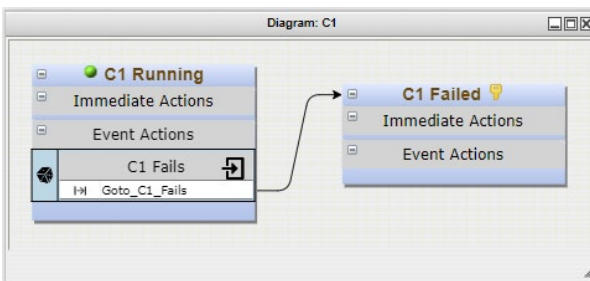 Diagram: C1
C1 Running
Immediate Actions
Event Actions
C1 Fails
Goto_C1_Fails
C1 Failed
Immediate Actions
Event Actions